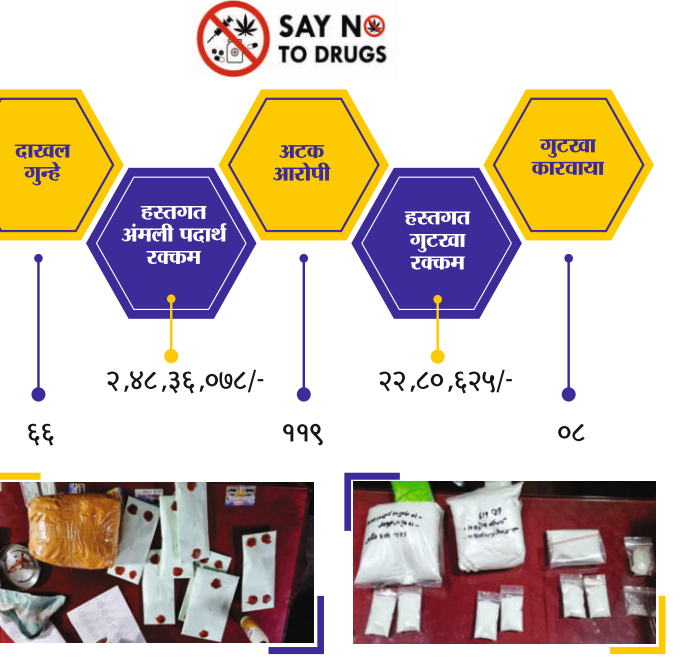 SAY NO
TO DRUGS
दाखल
गुन्हे
हस्तगत
अंमली पदार्थ
रक्कम
अटक
आरोपी
हस्तगत
गुटखा
रक्कम
गुटखा
कारवाया
६६
२,४८,३६,०७८/-
११९
२२,८०,६२५/-
०८